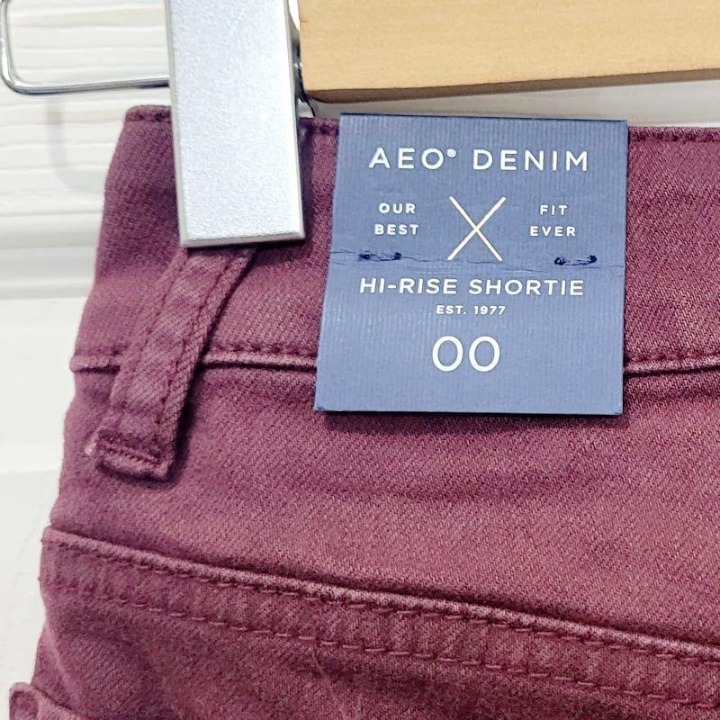 AEO® DENIM
OUR BEST FIT EVER
HI-RISE SHORTIE
EST. 1977
00